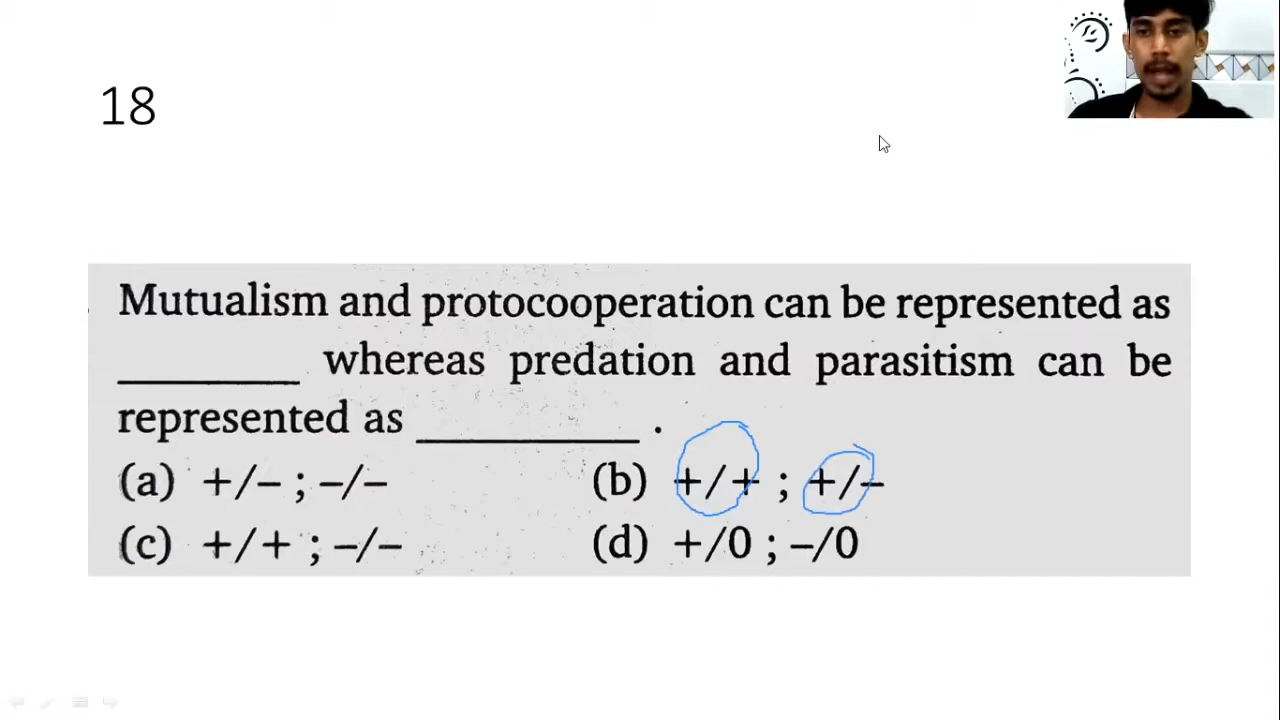 18
Mutualism and protocooperation can be represented as
__________ whereas predation and parasitism can be
represented as ____________ .
(a) +/– ; –/– (b) +/+ ; +/–
(c) +/+ ; –/– (d) +/0 ; –/0